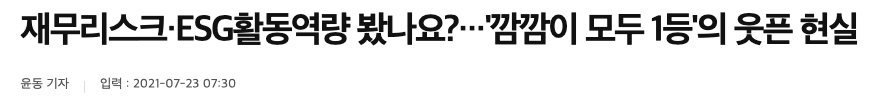 재무리스크·ESG활동역량 봤나요?…'깜깜이 모두 1등'의 웃픈 현실
윤동 기자 | 입력 : 2021-07-23 07:30